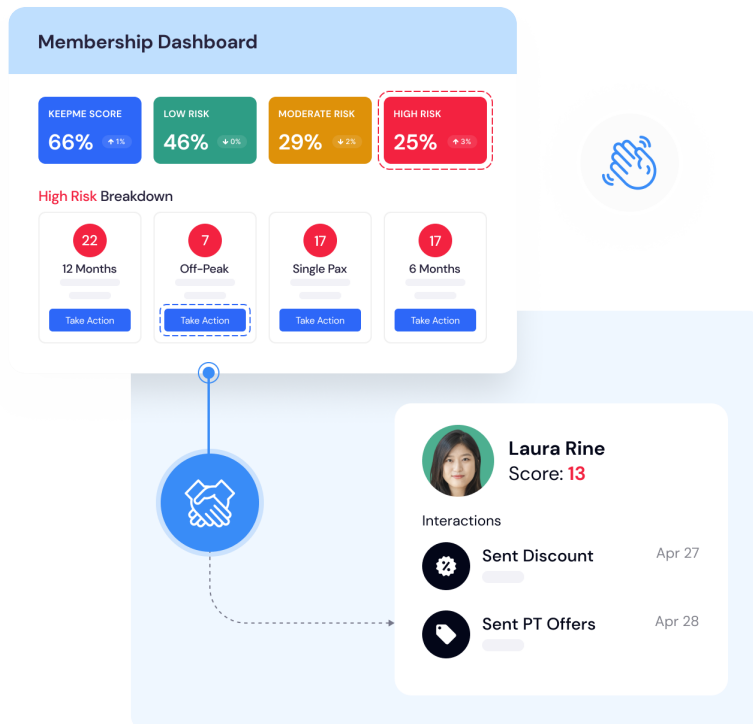 Membership Dashboard
KEEPME SCORE
66% ↑ 1%
LOW RISK
46% ↓ 0%
MODERATE RISK
29% ↓ 2%
HIGH RISK
25% ↑ 3%
High Risk Breakdown
22
12 Months
Take Action
7
Off-Peak
Take Action
17
Single Pax
Take Action
17
6 Months
Take Action
Laura Rine
Score: 13
Interactions
Sent Discount Apr 27
Sent PT Offers Apr 28